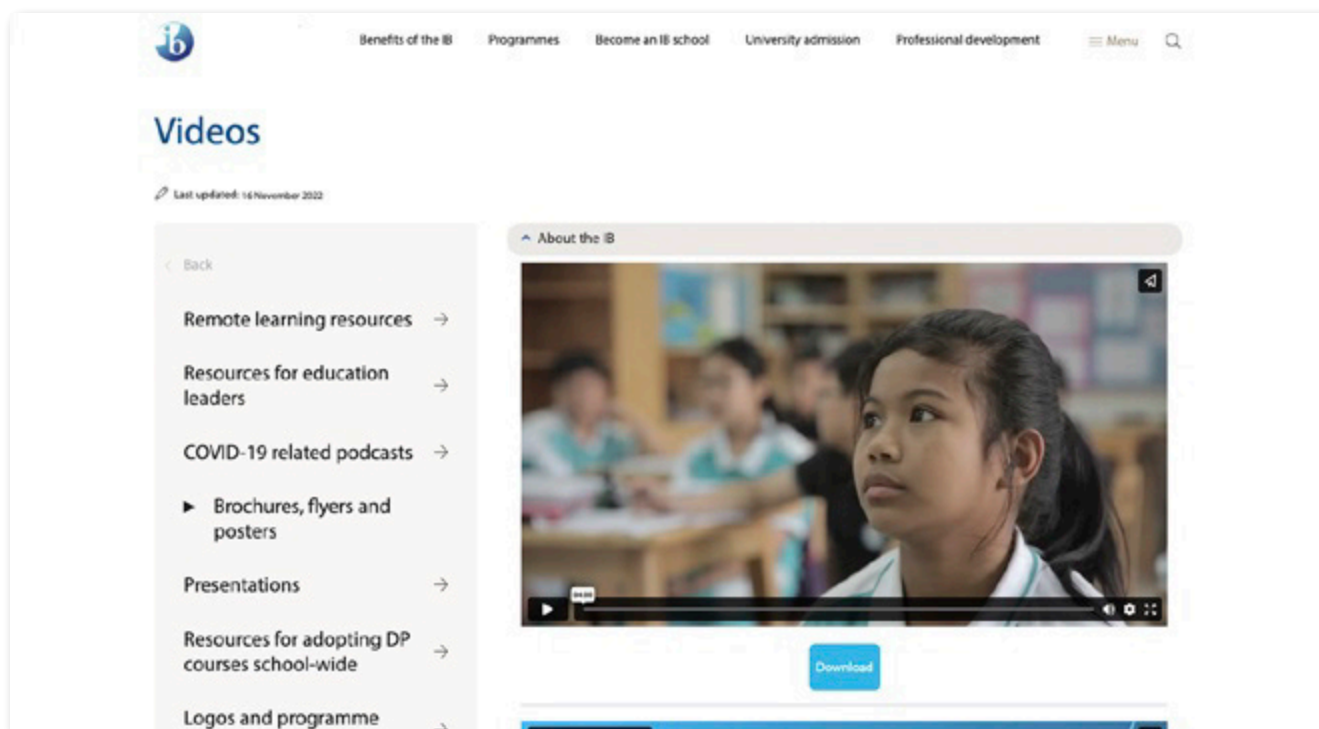 ib
Benefits of the IB Programmes Become an IB school University admission Professional development Menu
Videos
Last updated: 16 November 2022
About the IB
Back
Remote learning resources
Resources for education
leaders
COVID-19 related podcasts
Brochures, flyers and
posters
Presentations
Resources for adopting DP
courses school-wide
Logos and programme
04:00
Download